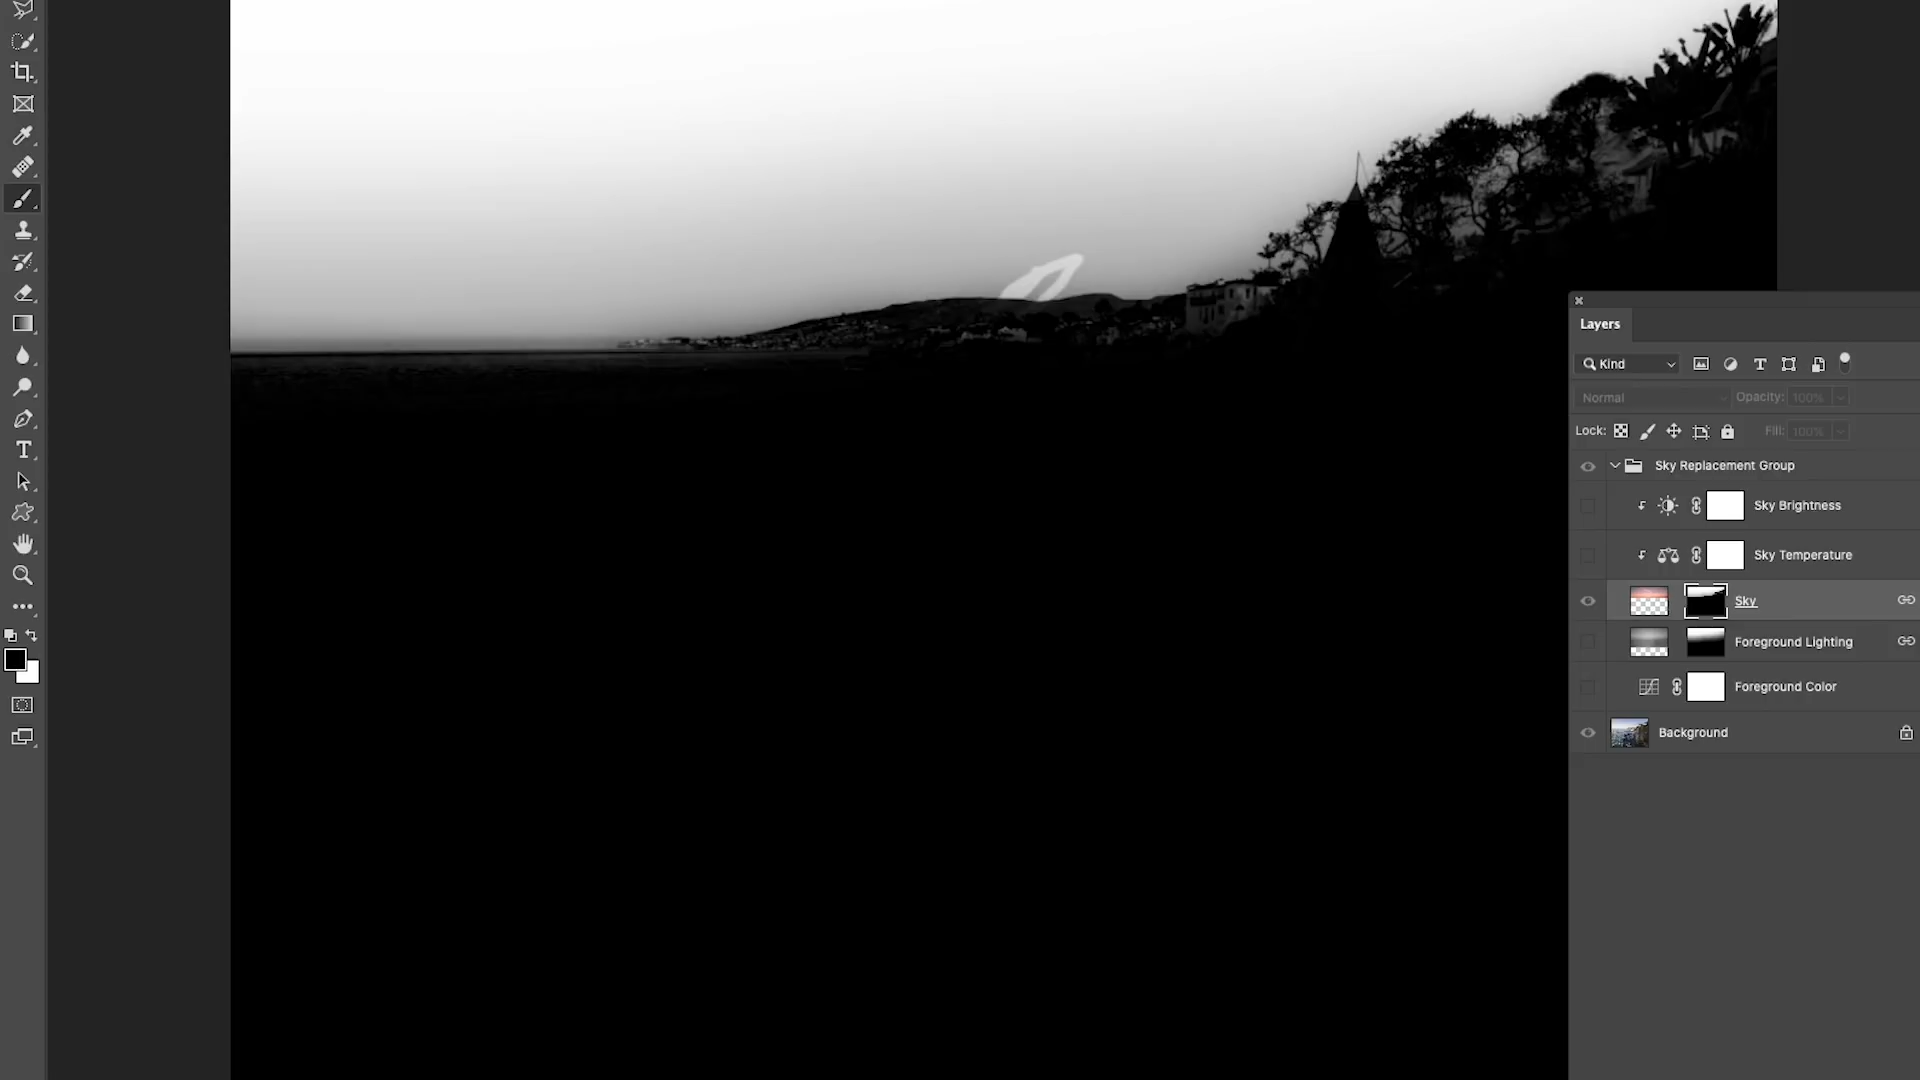 Layers
Kind
Normal Opacity: 100%
Lock: Fill: 100%
Sky Replacement Group
Sky Brightness
Sky Temperature
Sky
Foreground Lighting
Foreground Color
Background